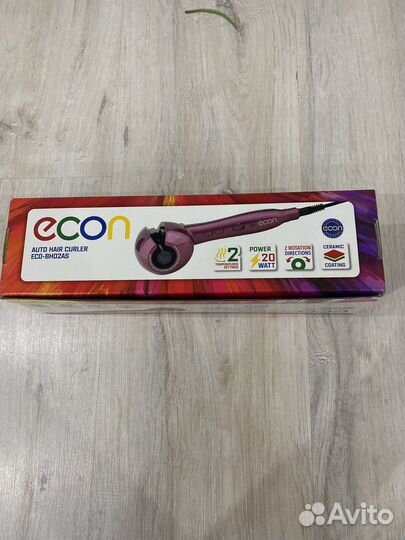 econ
AUTO HAIR CURLER
ECO-BH02AS
econ
2
TEMPERATURES
SETTINGS
POWER
20
WATT
2 ROTATION
DIRECTIONS
econ
CERAMIC
COATING
Avito